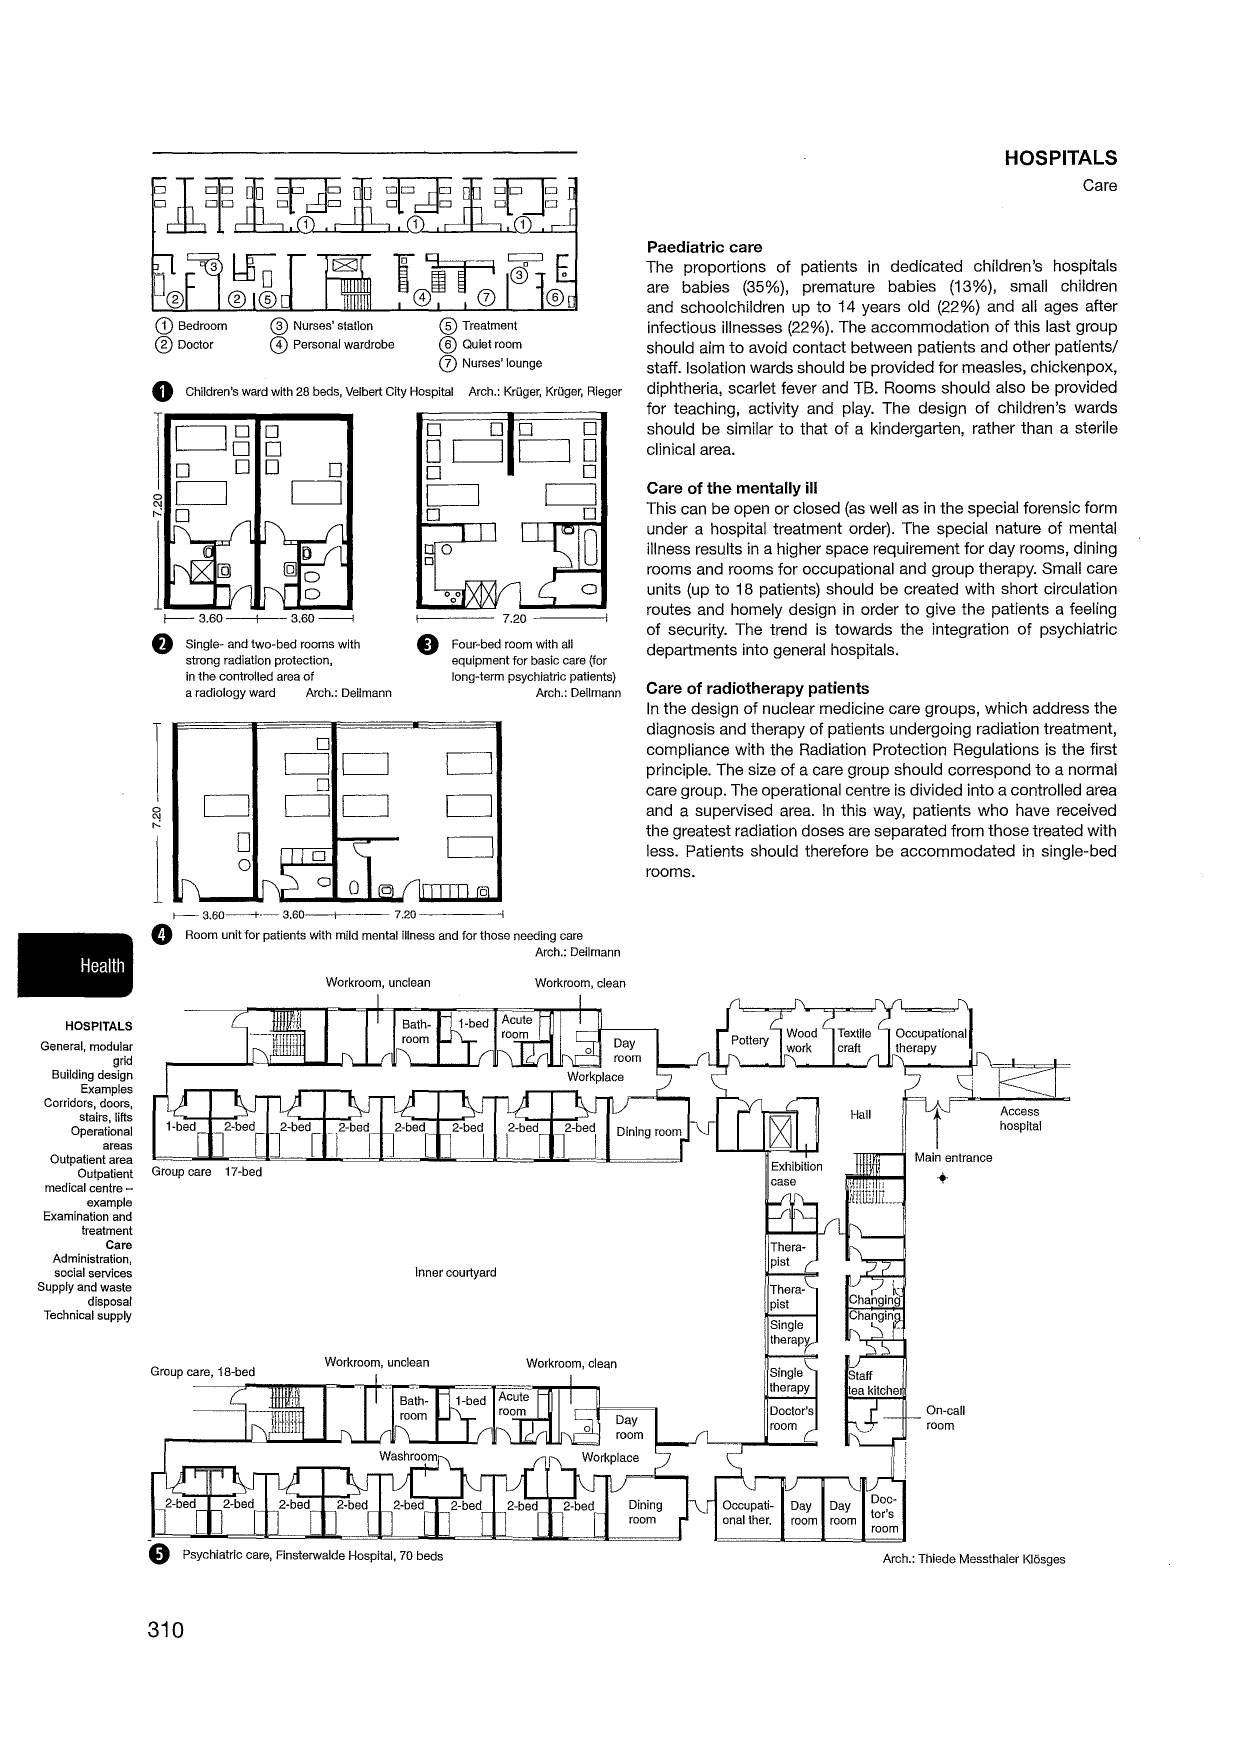 HOSPITALS
Care
① Bedroom
② Doctor
③ Nurses' station
④ Personal wardrobe
⑤ Treatment
⑥ Quiet room
⑦ Nurses' lounge
1 Children's ward with 28 beds, Velbert City Hospital Arch.: Krüger, Krüger, Rieger
7.20
3.60 3.60
7.20
2 Single- and two-bed rooms with
strong radiation protection,
in the controlled area of
a radiology ward Arch.: Deilmann
3 Four-bed room with all
equipment for basic care (for
long-term psychiatric patients)
Arch.: Deilmann
7.20
3.60 3.60 7.20
4 Room unit for patients with mild mental illness and for those needing care
Arch.: Deilmann
Paediatric care
The proportions of patients in dedicated children's hospitals
are babies (35%), premature babies (13%), small children
and schoolchildren up to 14 years old (22%) and all ages after
infectious illnesses (22%). The accommodation of this last group
should aim to avoid contact between patients and other patients/
staff. Isolation wards should be provided for measles, chickenpox,
diphtheria, scarlet fever and TB. Rooms should also be provided
for teaching, activity and play. The design of children's wards
should be similar to that of a kindergarten, rather than a sterile
clinical area.
Care of the mentally ill
This can be open or closed (as well as in the special forensic form
under a hospital treatment order). The special nature of mental
illness results in a higher space requirement for day rooms, dining
rooms and rooms for occupational and group therapy. Small care
units (up to 18 patients) should be created with short circulation
routes and homely design in order to give the patients a feeling
of security. The trend is towards the integration of psychiatric
departments into general hospitals.
Care of radiotherapy patients
In the design of nuclear medicine care groups, which address the
diagnosis and therapy of patients undergoing radiation treatment,
compliance with the Radiation Protection Regulations is the first
principle. The size of a care group should correspond to a normal
care group. The operational centre is divided into a controlled area
and a supervised area. In this way, patients who have received
the greatest radiation doses are separated from those treated with
less. Patients should therefore be accommodated in single-bed
rooms.
Health
HOSPITALS
General, modular
grid
Building design
Examples
Corridors, doors,
stairs, lifts
Operational
areas
Outpatient area
Outpatient
medical centre –
example
Examination and
treatment
Care
Administration,
social services
Supply and waste
disposal
Technical supply
Workroom, unclean Workroom, clean
Bath-
room
1-bed
Acute
room
Day
room
Workplace
Pottery
Wood
work
Textile
craft
Occupational
therapy
1-bed 2-bed 2-bed 2-bed 2-bed 2-bed 2-bed 2-bed Dining room
Hall
Access
hospital
Main entrance
Group care 17-bed
Exhibition
case
Thera-
pist
Thera-
pist
Single
therapy
Single
therapy
Doctor's
room
Changing
Changing
Staff
tea kitchen
On-call
room
Inner courtyard
Group care, 18-bed
Workroom, unclean Workroom, clean
Bath-
room
1-bed
Acute
room
Day
room
Washroom
Workplace
2-bed 2-bed 2-bed 2-bed 2-bed 2-bed 2-bed 2-bed
Dining
room
Occupati-
onal ther.
Day
room
Day
room
Doc-
tor's
room
5 Psychiatric care, Finsterwalde Hospital, 70 beds
Arch.: Thiede Messthaler Klösges
310